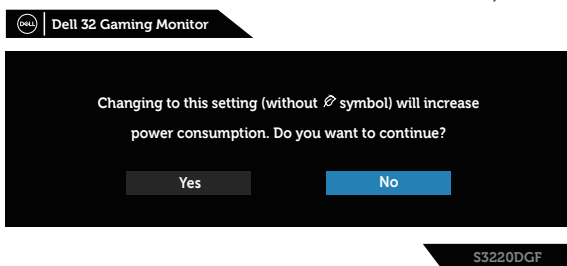 DELL
Dell 32 Gaming Monitor
Changing to this setting (without symbol) will increase
power consumption. Do you want to continue?
Yes
No
S3220DGF